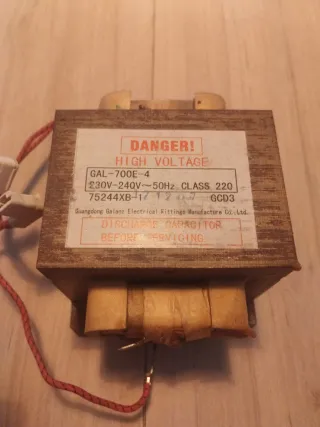 DANGER!
HIGH VOLTAGE
GAL-700E-4
230V-240V~50Hz CLASS 220
75244XB-1 GCD3
Guangdong Galanz Electrical Fittings Manufacture Co.,Ltd.
DISCHARGE CAPACITOR
BEFORE SERVICING